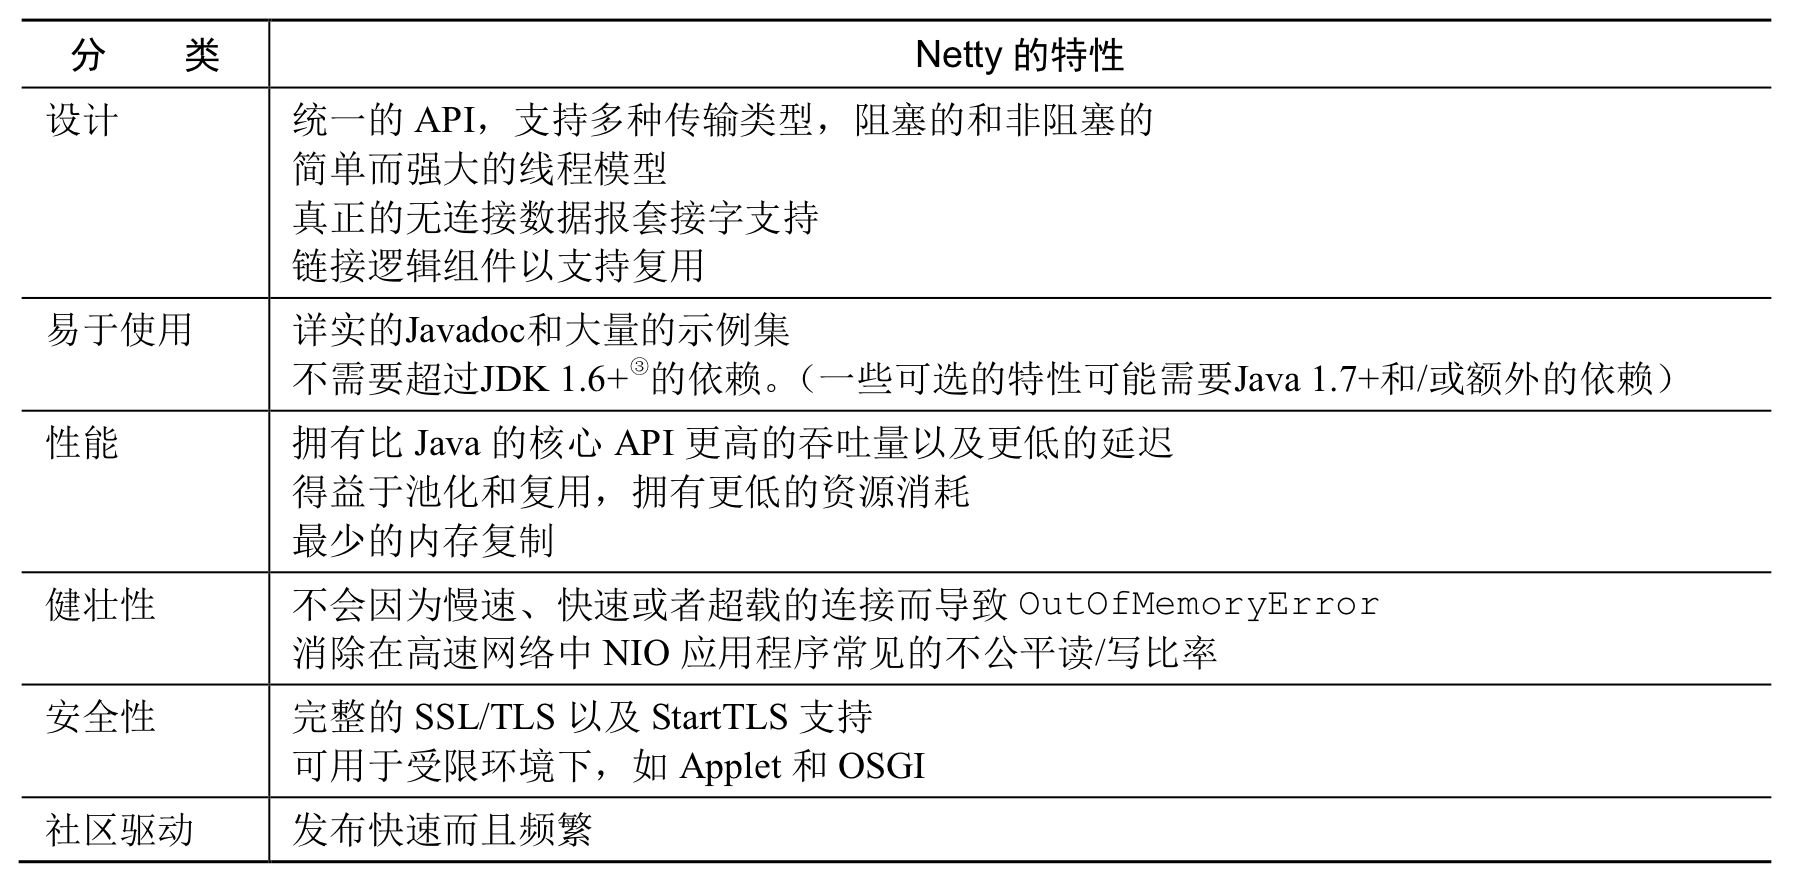 分 类 Netty 的特性
设计 统一的 API，支持多种传输类型，阻塞的和非阻塞的
简单而强大的线程模型
真正的无连接数据报套接字支持
链接逻辑组件以支持复用
易于使用 详实的Javadoc和大量的示例集
不需要超过JDK 1.6+③的依赖。（一些可选的特性可能需要Java 1.7+和/或额外的依赖）
性能 拥有比 Java 的核心 API 更高的吞吐量以及更低的延迟
得益于池化和复用，拥有更低的资源消耗
最少的内存复制
健壮性 不会因为慢速、快速或者超载的连接而导致 OutOfMemoryError
消除在高速网络中 NIO 应用程序常见的不公平读/写比率
安全性 完整的 SSL/TLS 以及 StartTLS 支持
可用于受限环境下，如 Applet 和 OSGI
社区驱动 发布快速而且频繁